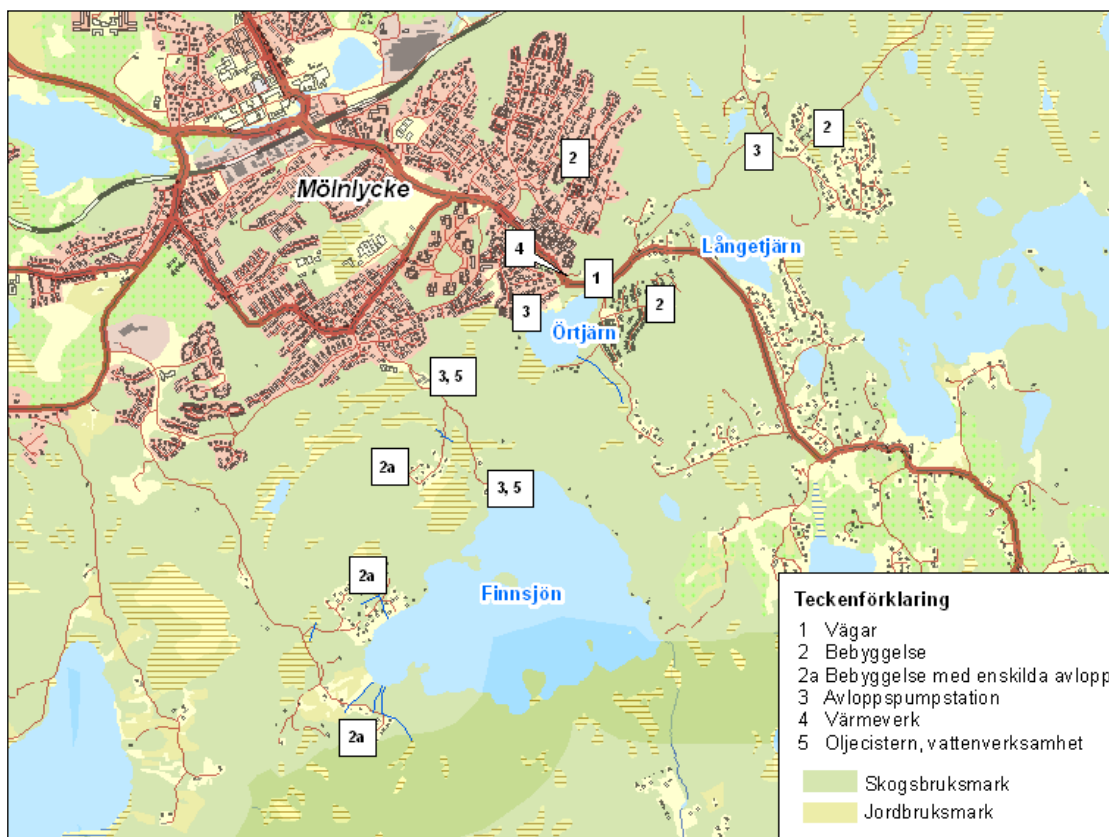 2
3
2
Mölnlycke
4
Långetjärn
1
3
2
Örtjärn
3, 5
2a
3, 5
2a
Finnsjön
2a
Teckenförklaring
1 Vägar
2 Bebyggelse
2a Bebyggelse med enskilda avlopp
3 Avloppspumpstation
4 Värmeverk
5 Oljecistern, vattenverksamhet
Skogsbruksmark
Jordbruksmark